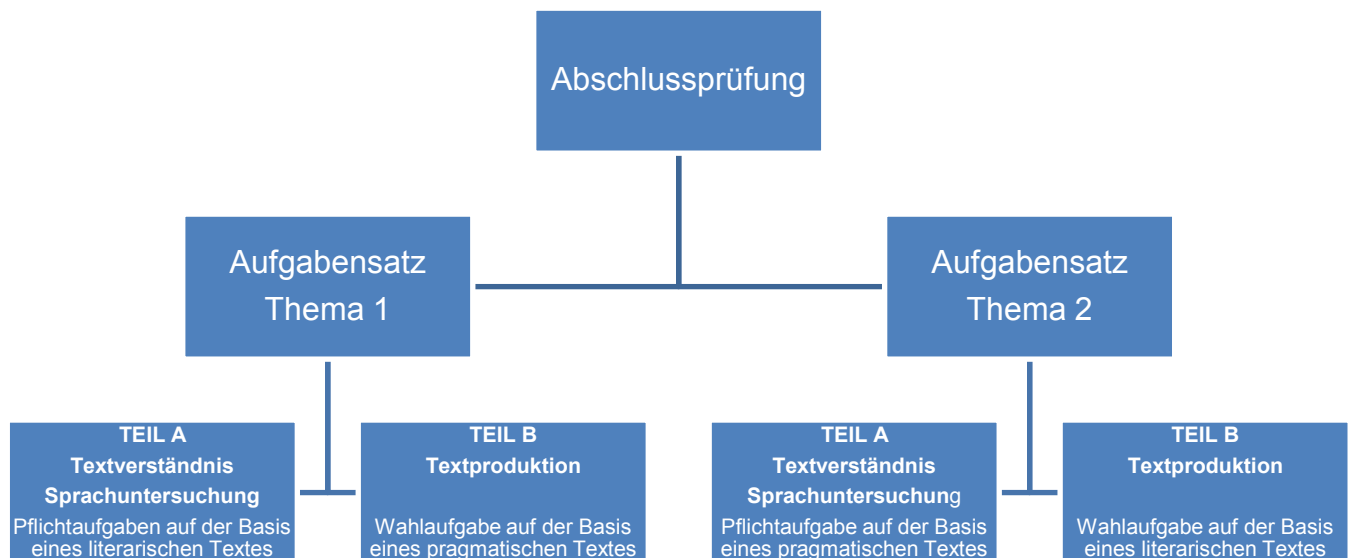 Abschlussprüfung
Aufgabensatz
Thema 1
Aufgabensatz
Thema 2
TEIL A
Textverständnis
Sprachuntersuchung
Pflichtaufgaben auf der Basis
eines literarischen Textes
TEIL B
Textproduktion
Wahlaufgabe auf der Basis
eines pragmatischen Textes
TEIL A
Textverständnis
Sprachuntersuchung
Pflichtaufgabe auf der Basis
eines pragmatischen Textes
TEIL B
Textproduktion
Wahlaufgabe auf der Basis
eines literarischen Textes